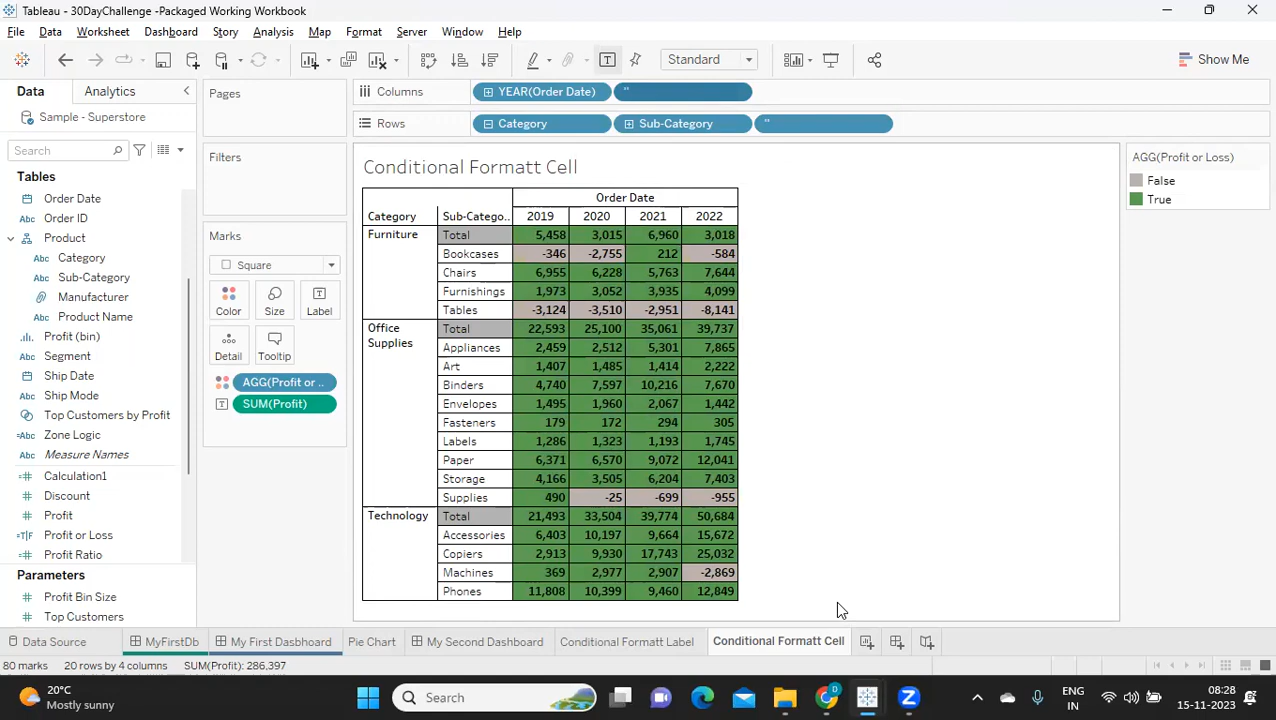 Tableau - 30DayChallenge -Packaged Working Workbook
File Data Worksheet Dashboard Story Analysis Map Format Server Window Help
Standard
Show Me
Data Analytics
Sample - Superstore
Search
Tables
Order Date
Order ID
Product
Category
Sub-Category
Manufacturer
Product Name
Profit (bin)
Segment
Ship Date
Ship Mode
Top Customers by Profit
Zone Logic
Measure Names
Calculation1
Discount
Profit
Profit or Loss
Profit Ratio
Parameters
Profit Bin Size
Top Customers
Pages
Filters
Marks
Square
Color Size Label
Detail Tooltip
AGG(Profit or ..
SUM(Profit)
Columns YEAR(Order Date) "
Rows Category Sub-Category "
Conditional Formatt Cell
Order Date
Category Sub-Catego.. 2019 2020 2021 2022
Furniture Total 5,458 3,015 6,960 3,018
Bookcases -346 -2,755 212 -584
Chairs 6,955 6,228 5,763 7,644
Furnishings 1,973 3,052 3,935 4,099
Tables -3,124 -3,510 -2,951 -8,141
Office Supplies Total 22,593 25,100 35,061 39,737
Appliances 2,459 2,512 5,301 7,865
Art 1,407 1,485 1,414 2,222
Binders 4,740 7,597 10,216 7,670
Envelopes 1,495 1,960 2,067 1,442
Fasteners 179 172 294 305
Labels 1,286 1,323 1,193 1,745
Paper 6,371 6,570 9,072 12,041
Storage 4,166 3,505 6,204 7,403
Supplies 490 -25 -699 -955
Technology Total 21,493 33,504 39,774 50,684
Accessories 6,403 10,197 9,664 15,672
Copiers 2,913 9,930 17,743 25,032
Machines 369 2,977 2,907 -2,869
Phones 11,808 10,399 9,460 12,849
AGG(Profit or Loss)
False
True
Data Source MyFirstDb My First Dasbhoard Pie Chart My Second Dashboard Conditional Formatt Label Conditional Formatt Cell
80 marks 20 rows by 4 columns SUM(Profit): 286,397
20°C
Mostly sunny
Search
ENG
IN
08:28
15-11-2023